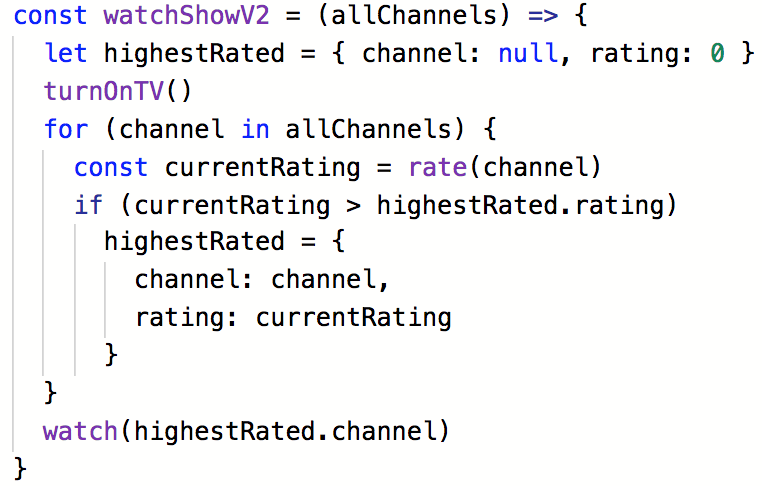 const watchShowV2 = (allChannels) => {
  let highestRated = { channel: null, rating: 0 }
  turnOnTV()
  for (channel in allChannels) {
    const currentRating = rate(channel)
    if (currentRating > highestRated.rating)
      highestRated = {
        channel: channel,
        rating: currentRating
      }
  }
  watch(highestRated.channel)
}